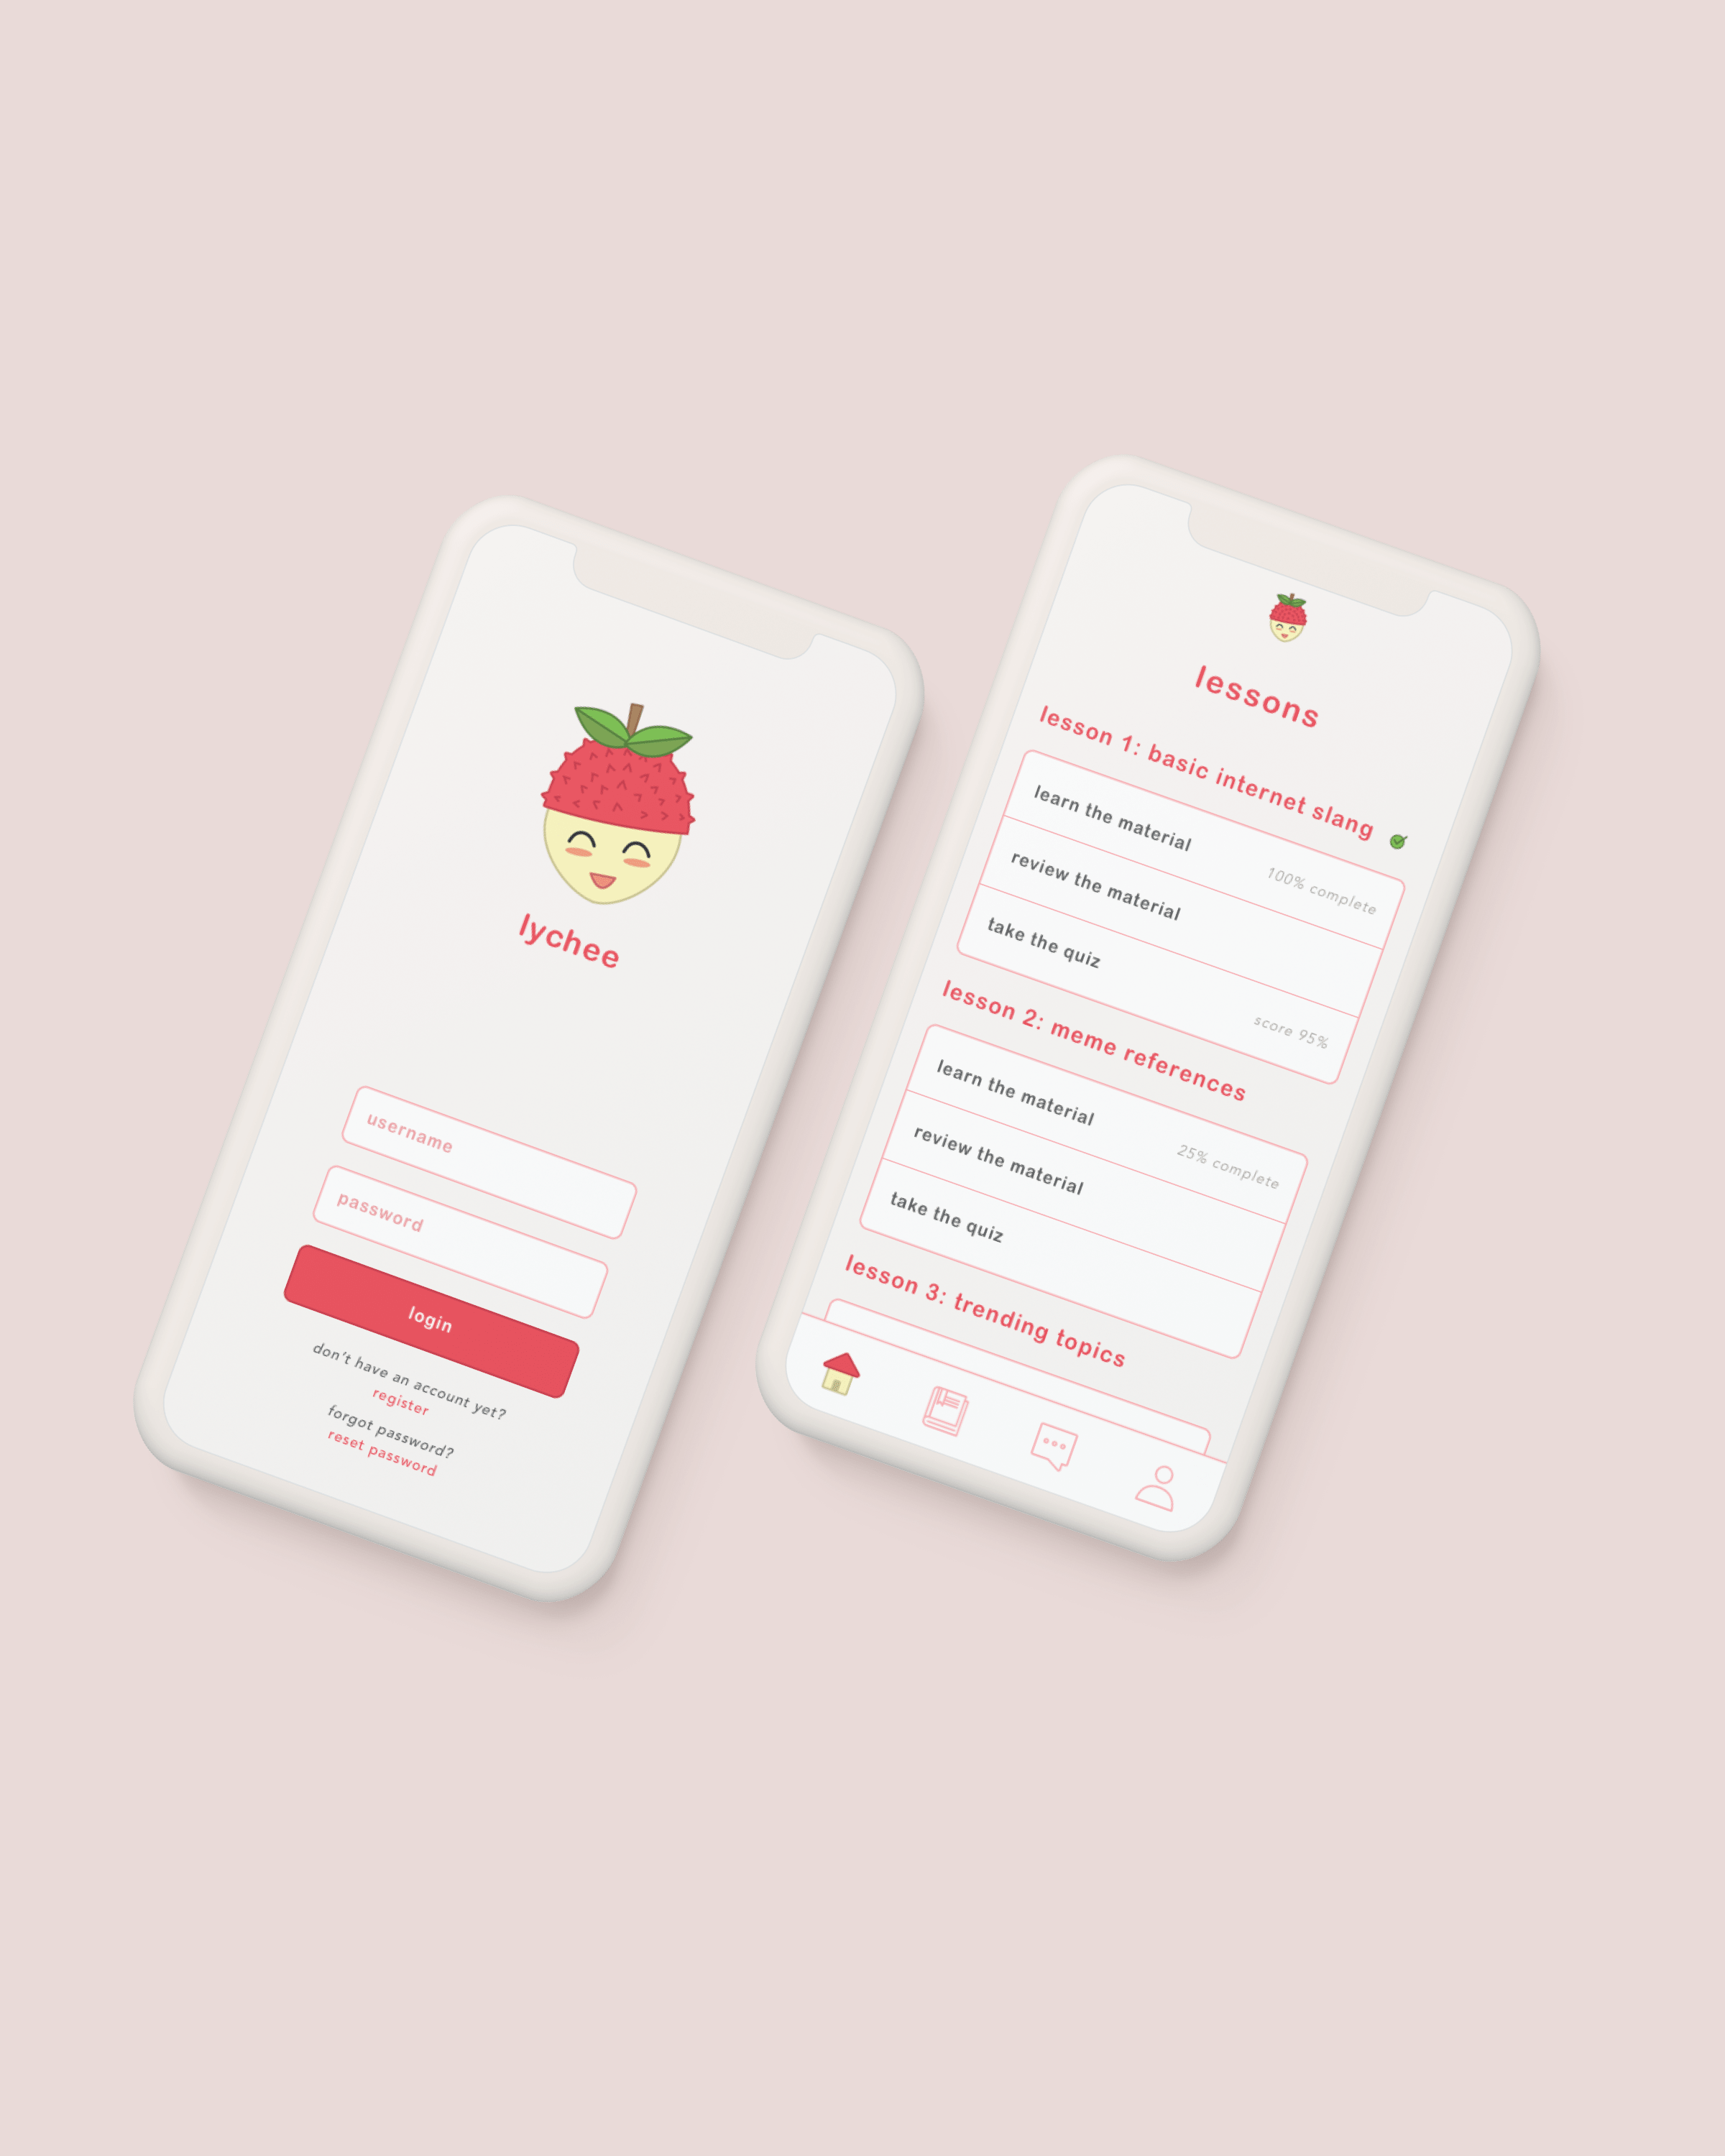 lychee
username
password
login
don't have an account yet?
register
forgot password?
reset password
lessons
lesson 1: basic internet slang
learn the material
100% complete
review the material
take the quiz
score 95%
lesson 2: meme references
learn the material
25% complete
review the material
take the quiz
lesson 3: trending topics